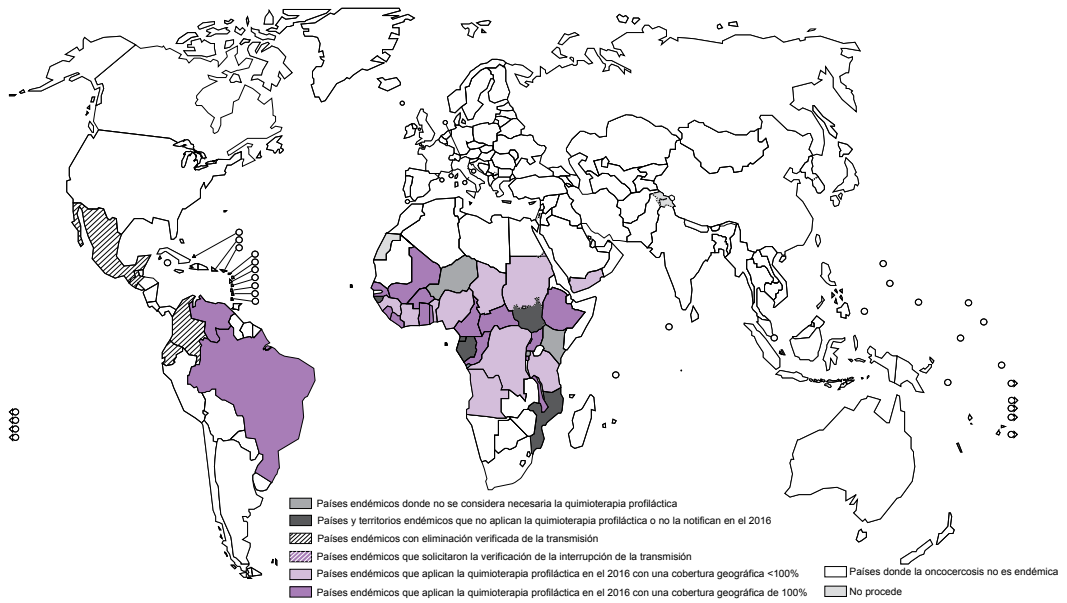 Países endémicos donde no se considera necesaria la quimioterapia profiláctica
Países y territorios endémicos que no aplican la quimioterapia profiláctica o no la notifican en el 2016
Países endémicos con eliminación verificada de la transmisión
Países endémicos que solicitaron la verificación de la interrupción de la transmisión
Países endémicos que aplican la quimioterapia profiláctica en el 2016 con una cobertura geográfica <100%
Países endémicos que aplican la quimioterapia profiláctica en el 2016 con una cobertura geográfica de 100%
Países donde la oncocercosis no es endémica
No procede